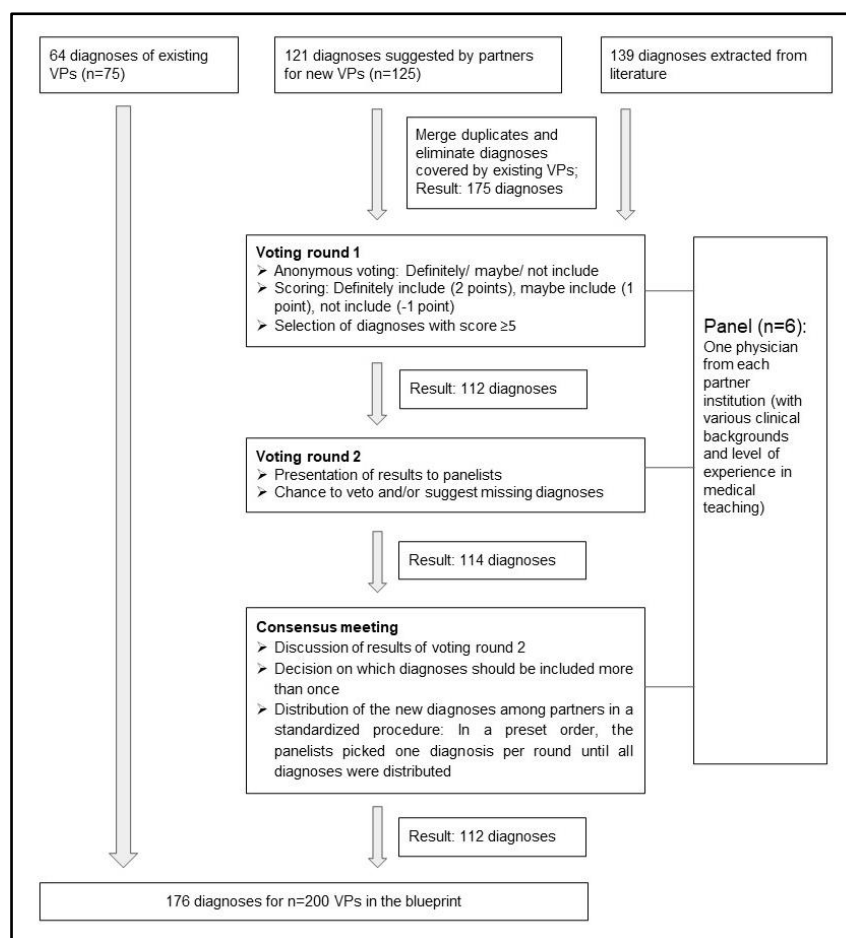 64 diagnoses of existing
VPs (n=75)
121 diagnoses suggested by partners
for new VPs (n=125)
139 diagnoses extracted from
literature
Merge duplicates and
eliminate diagnoses
covered by existing VPs;
Result: 175 diagnoses
Voting round 1
➢ Anonymous voting: Definitely/ maybe/ not include
➢ Scoring: Definitely include (2 points), maybe include (1
point), not include (-1 point)
➢ Selection of diagnoses with score ≥5
Result: 112 diagnoses
Voting round 2
➢ Presentation of results to panelists
➢ Chance to veto and/or suggest missing diagnoses
Result: 114 diagnoses
Consensus meeting
➢ Discussion of results of voting round 2
➢ Decision on which diagnoses should be included more
than once
➢ Distribution of the new diagnoses among partners in a
standardized procedure: In a preset order, the
panelists picked one diagnosis per round until all
diagnoses were distributed
Panel (n=6):
One physician
from each
partner
institution (with
various clinical
backgrounds
and level of
experience in
medical
teaching)
Result: 112 diagnoses
176 diagnoses for n=200 VPs in the blueprint